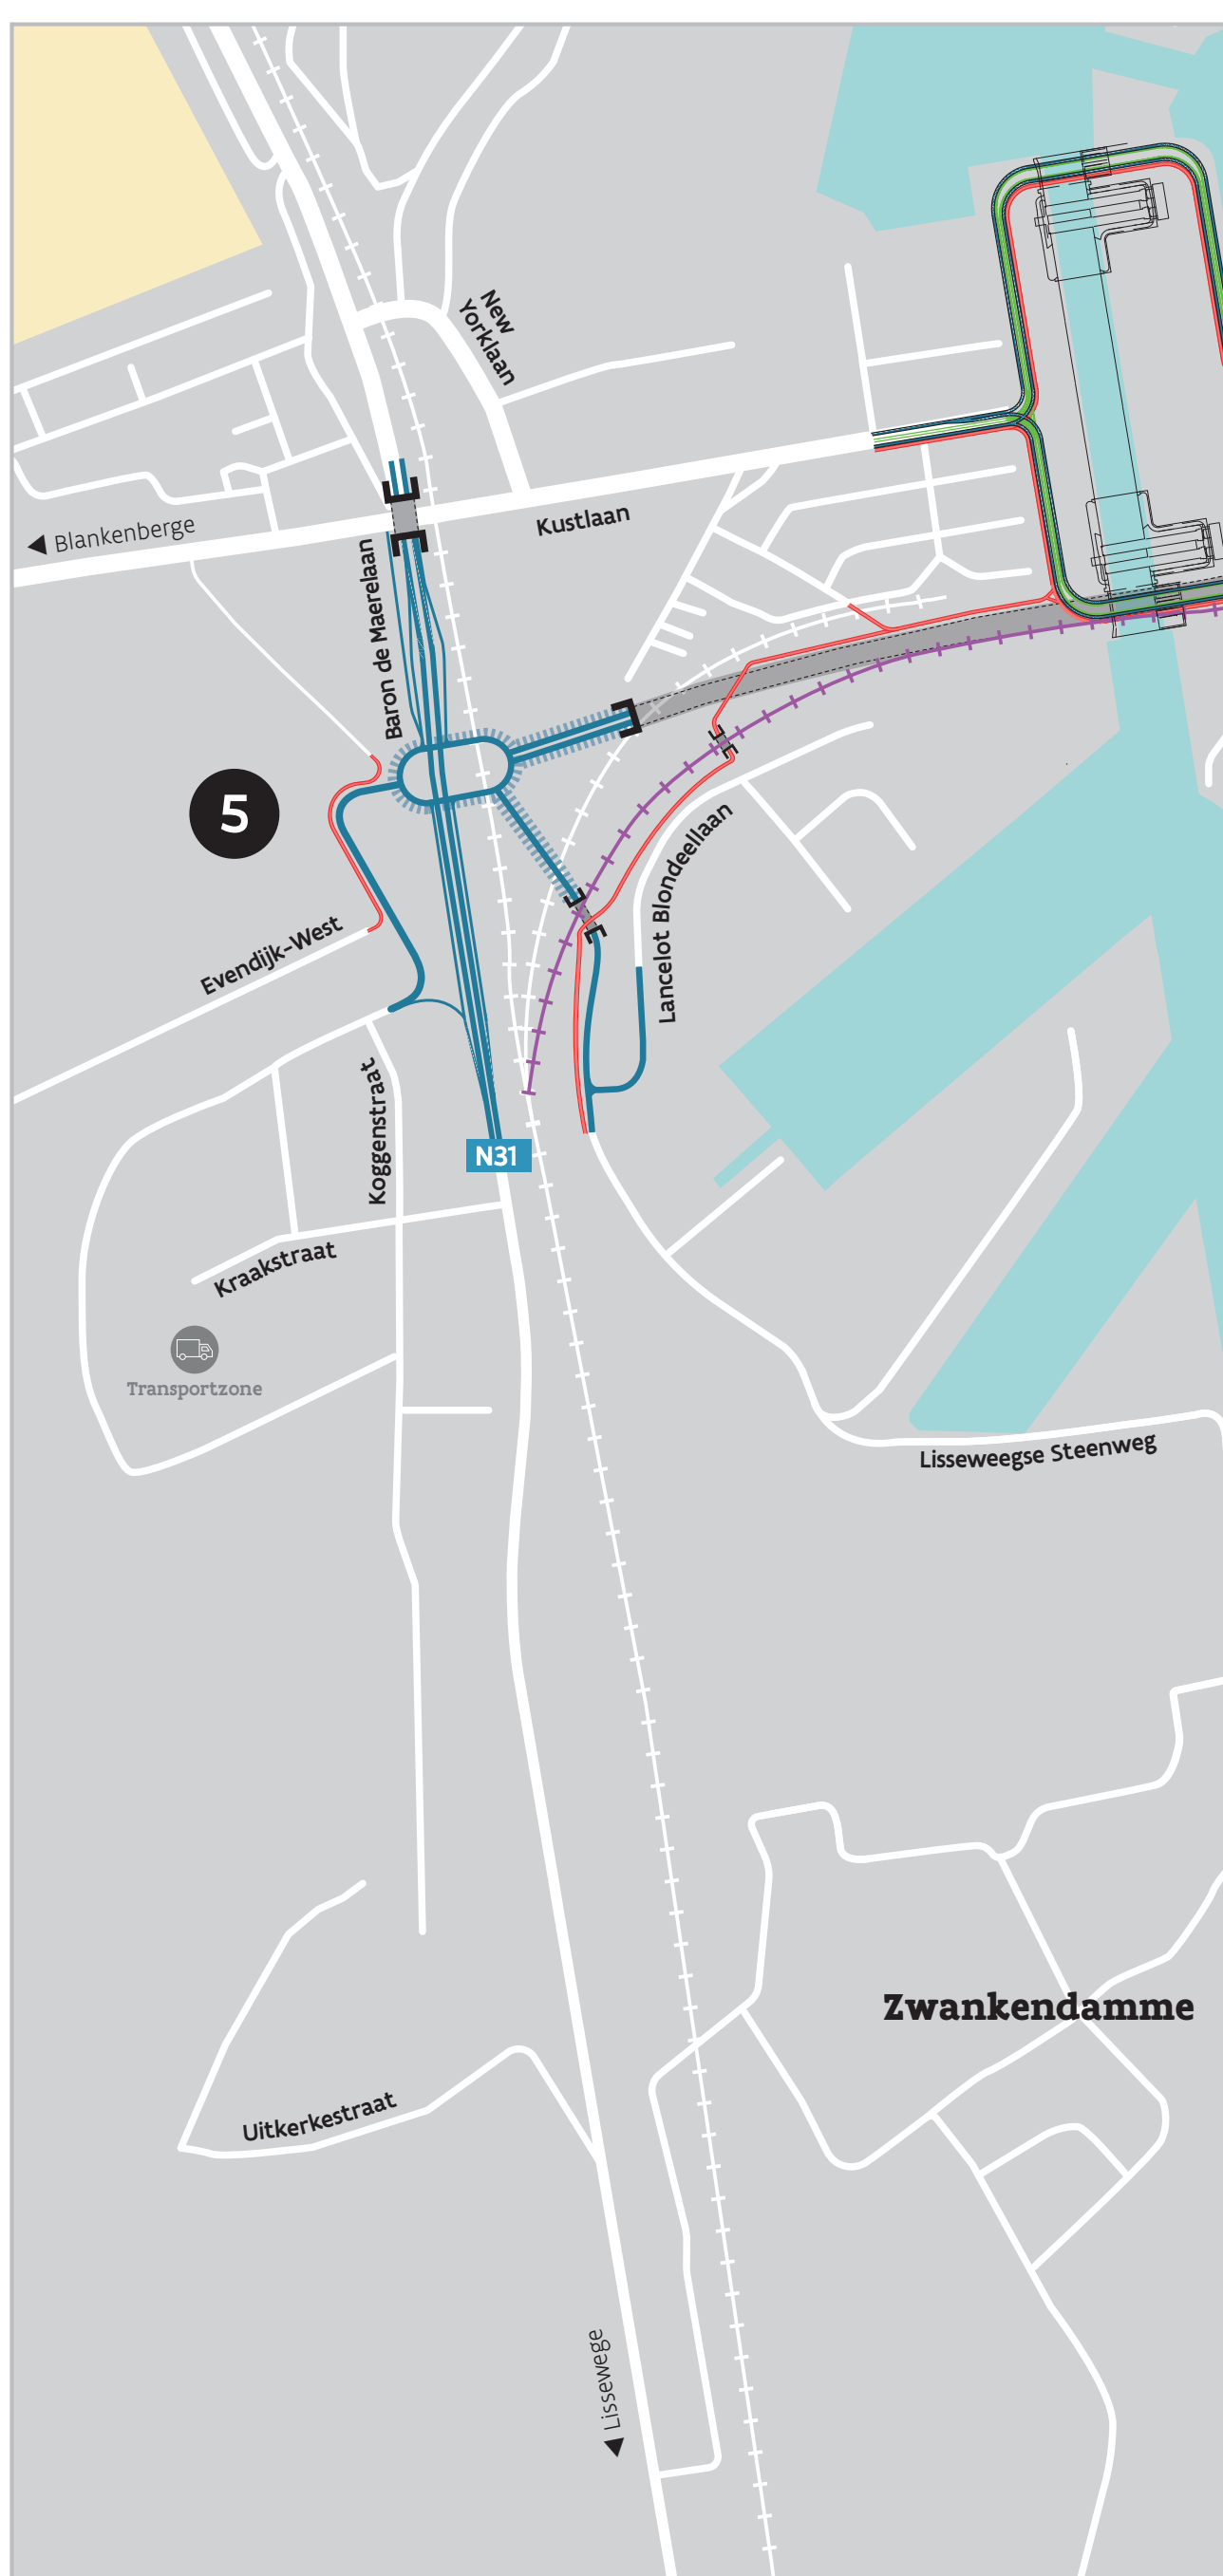 New
Yorklaan
Kustlaan
Blankenberge
Baron de Maerelaan
5
Lancelot Blondeellaan
Evendijk-West
Koggenstraat
N31
Kraakstraat
Transportzone
Lisseweegse Steenweg
Zwankendamme
Uitkerkestraat
Lissewege